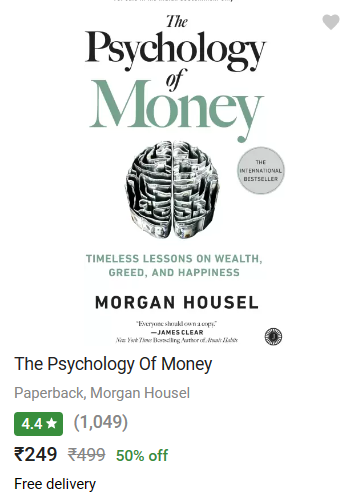 The
Psychology
of
Money
THE
INTERNATIONAL
BESTSELLER
TIMELESS LESSONS ON WEALTH,
GREED, AND HAPPINESS
MORGAN HOUSEL
"Everyone should own a copy."
—JAMES CLEAR
New York Times Bestselling Author of Atomic Habits
The Psychology Of Money
Paperback, Morgan Housel
4.4★ (1,049)
₹249 ₹499 50% off
Free delivery